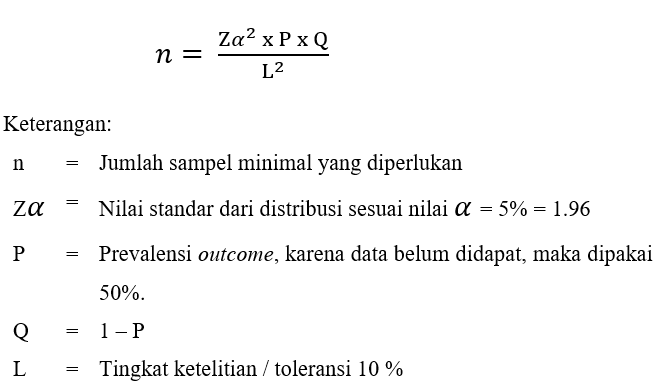 n = Zα² x P x Q / L²
Keterangan:
n = Jumlah sampel minimal yang diperlukan
Zα = Nilai standar dari distribusi sesuai nilai α = 5% = 1.96
P = Prevalensi outcome, karena data belum didapat, maka dipakai
50%.
Q = 1 – P
L = Tingkat ketelitian / toleransi 10 %